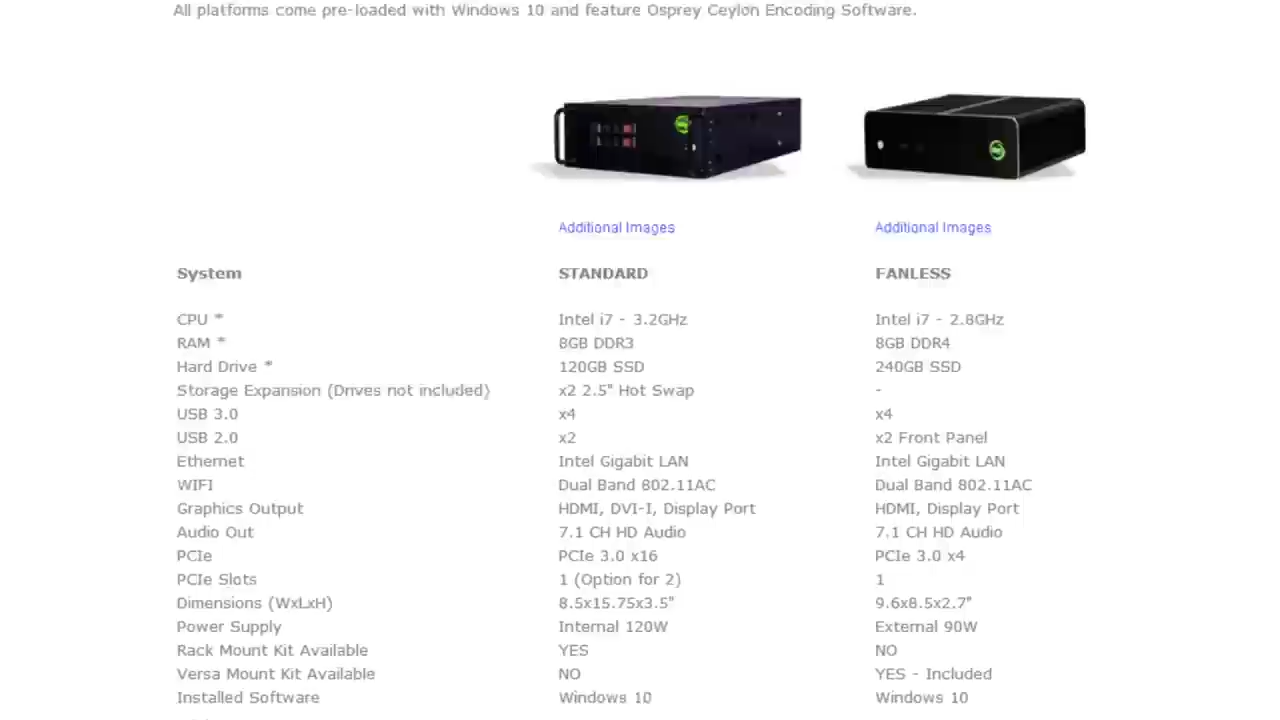 All platforms come pre-loaded with Windows 10 and feature Osprey Ceylon Encoding Software.
Additional Images Additional Images
System STANDARD FANLESS
CPU * Intel i7 - 3.2GHz Intel i7 - 2.8GHz
RAM * 8GB DDR3 8GB DDR4
Hard Drive * 120GB SSD 240GB SSD
Storage Expansion (Drives not included) x2 2.5" Hot Swap -
USB 3.0 x4 x4
USB 2.0 x2 x2 Front Panel
Ethernet Intel Gigabit LAN Intel Gigabit LAN
WIFI Dual Band 802.11AC Dual Band 802.11AC
Graphics Output HDMI, DVI-I, Display Port HDMI, Display Port
Audio Out 7.1 CH HD Audio 7.1 CH HD Audio
PCIe PCIe 3.0 x16 PCIe 3.0 x4
PCIe Slots 1 (Option for 2) 1
Dimensions (WxLxH) 8.5x15.75x3.5" 9.6x8.5x2.7"
Power Supply Internal 120W External 90W
Rack Mount Kit Available YES NO
Versa Mount Kit Available NO YES - Included
Installed Software Windows 10 Windows 10